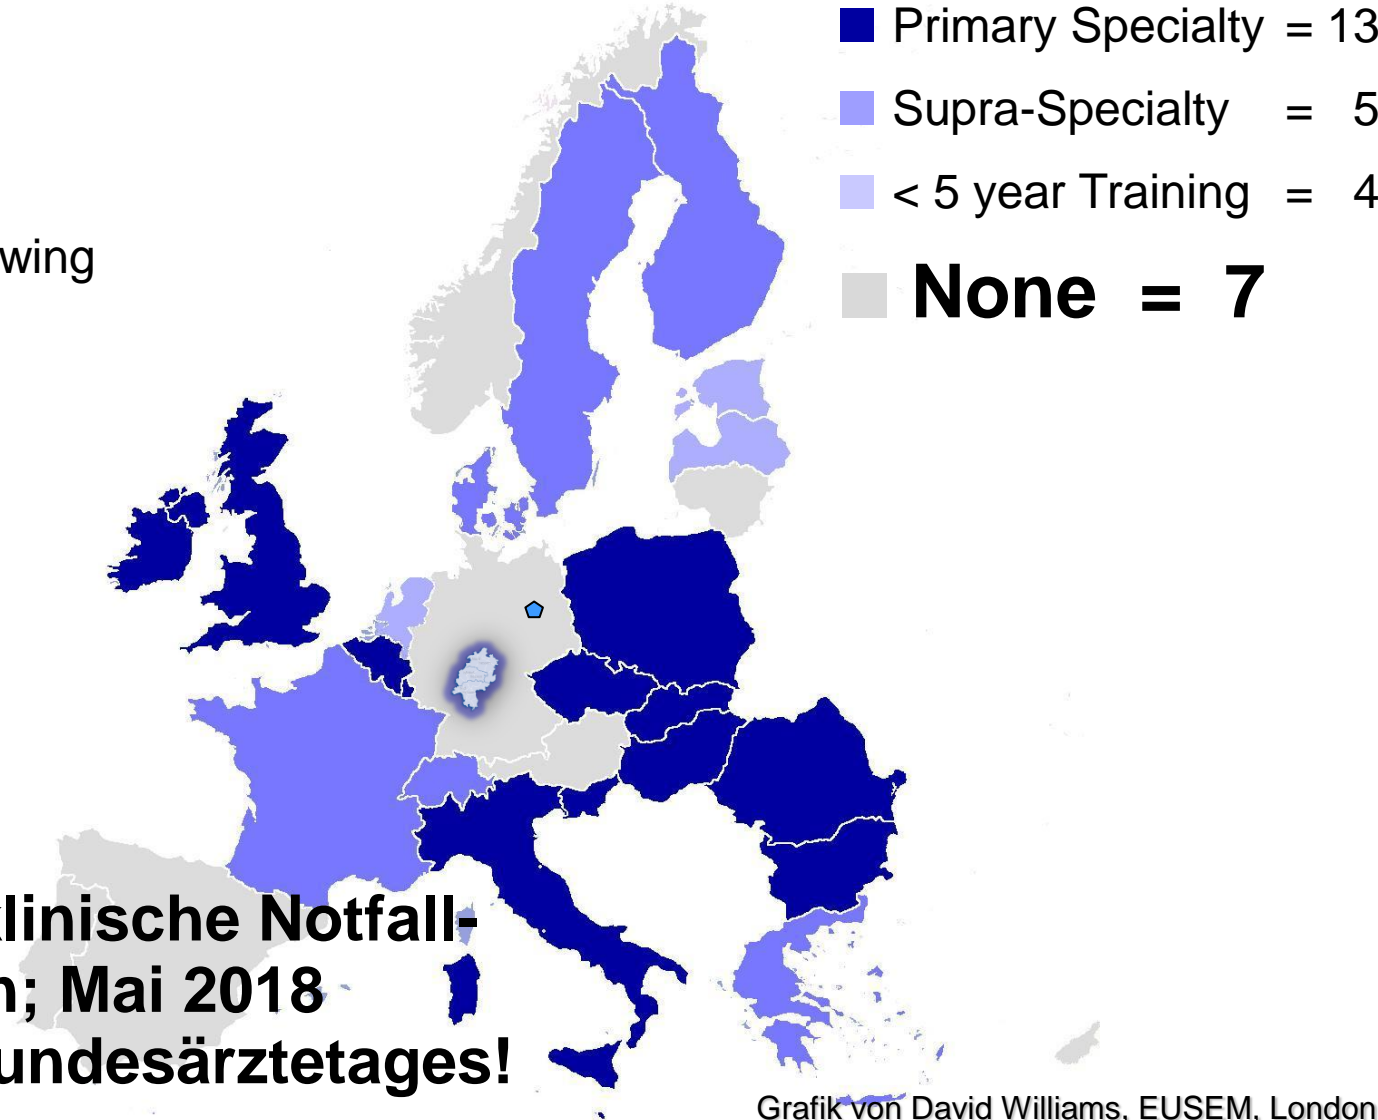 Primary Specialty = 13
Supra-Specialty = 5
< 5 year Training = 4
wing
None = 7
linische Notfall-
n; Mai 2018
undesärztetages!
Grafik von David Williams, EUSEM, London